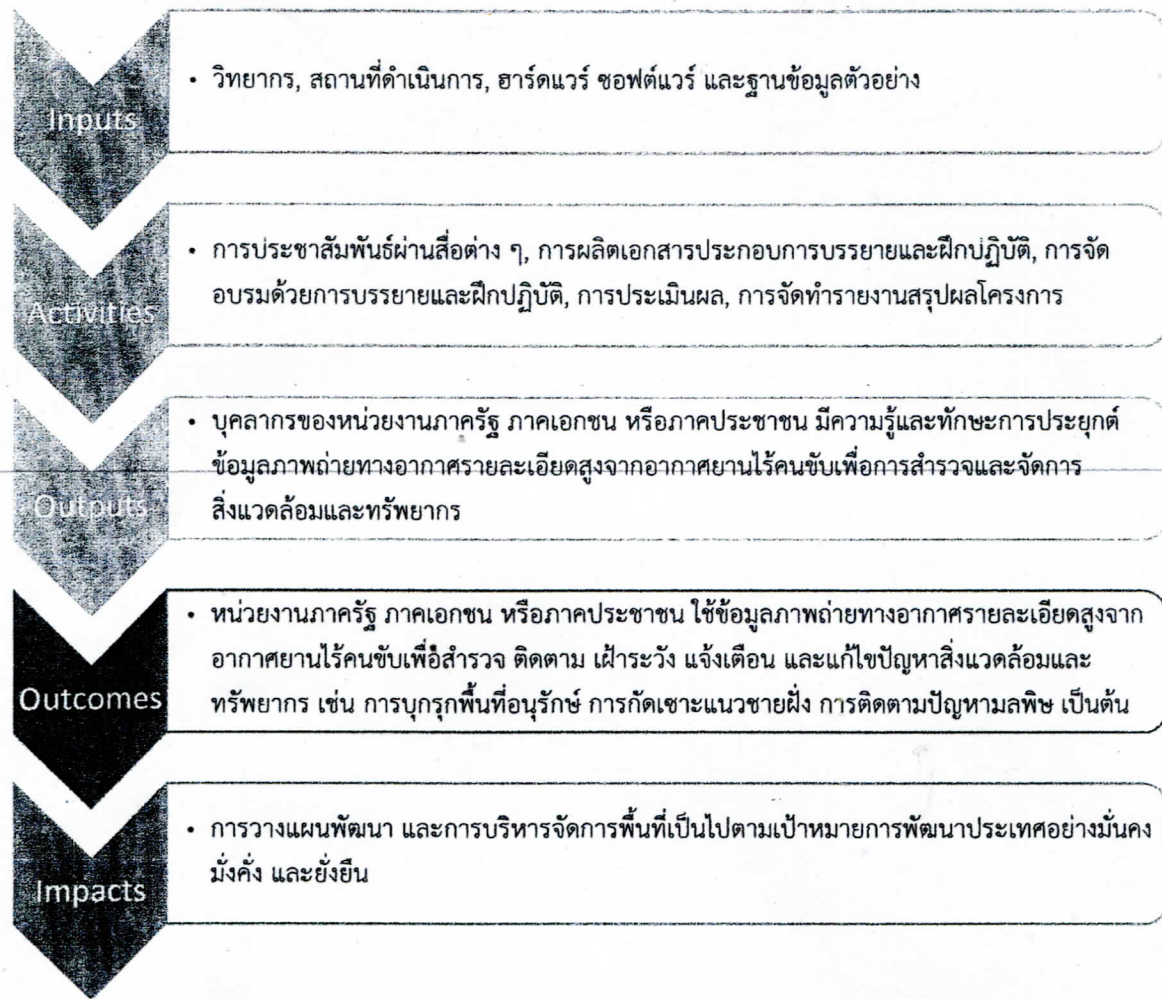 Inputs
• วิทยากร, สถานที่ดำเนินการ, ฮาร์ดแวร์ ซอฟต์แวร์ และฐานข้อมูลตัวอย่าง
Activities
• การประชาสัมพันธ์ผ่านสื่อต่าง ๆ, การผลิตเอกสารประกอบการบรรยายและฝึกปฏิบัติ, การจัด
อบรมด้วยการบรรยายและฝึกปฏิบัติ, การประเมินผล, การจัดทำรายงานสรุปผลโครงการ
Outputs
• บุคลากรของหน่วยงานภาครัฐ ภาคเอกชน หรือภาคประชาชน มีความรู้และทักษะการประยุกต์
ข้อมูลภาพถ่ายทางอากาศรายละเอียดสูงจากอากาศยานไร้คนขับเพื่อการสำรวจและจัดการ
สิ่งแวดล้อมและทรัพยากร
Outcomes
• หน่วยงานภาครัฐ ภาคเอกชน หรือภาคประชาชน ใช้ข้อมูลภาพถ่ายทางอากาศรายละเอียดสูงจาก
อากาศยานไร้คนขับเพื่อสำรวจ ติดตาม เฝ้าระวัง แจ้งเตือน และแก้ไขปัญหาสิ่งแวดล้อมและ
ทรัพยากร เช่น การบุกรุกพื้นที่อนุรักษ์ การกัดเซาะแนวชายฝั่ง การติดตามปัญหามลพิษ เป็นต้น
Impacts
• การวางแผนพัฒนา และการบริหารจัดการพื้นที่เป็นไปตามเป้าหมายการพัฒนาประเทศอย่างมั่นคง
มั่งคั่ง และยั่งยืน